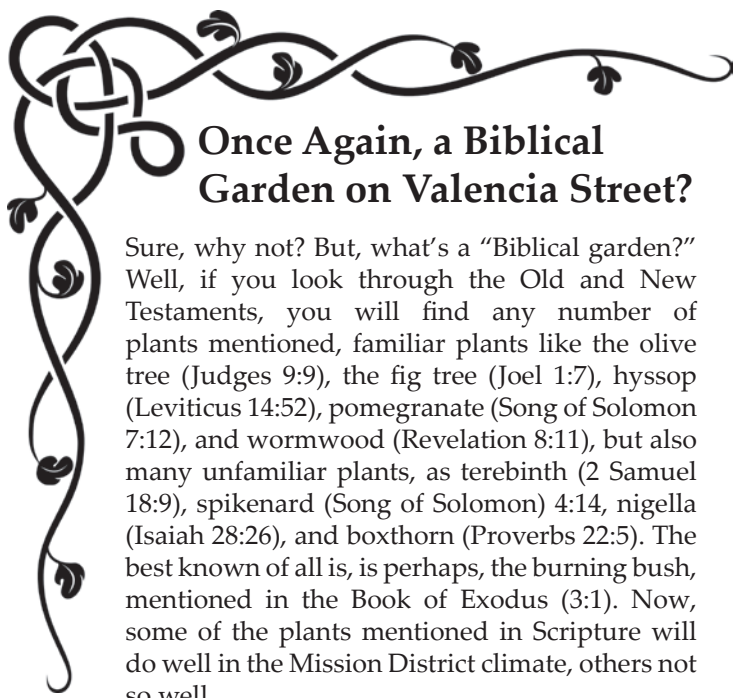 Once Again, a Biblical
Garden on Valencia Street?
Sure, why not? But, what’s a “Biblical garden?”
Well, if you look through the Old and New
Testaments, you will find any number of
plants mentioned, familiar plants like the olive
tree (Judges 9:9), the fig tree (Joel 1:7), hyssop
(Leviticus 14:52), pomegranate (Song of Solomon
7:12), and wormwood (Revelation 8:11), but also
many unfamiliar plants, as terebinth (2 Samuel
18:9), spikenard (Song of Solomon) 4:14, nigella
(Isaiah 28:26), and boxthorn (Proverbs 22:5). The
best known of all is, is perhaps, the burning bush,
mentioned in the Book of Exodus (3:1). Now,
some of the plants mentioned in Scripture will
do well in the Mission District climate, others not
so well